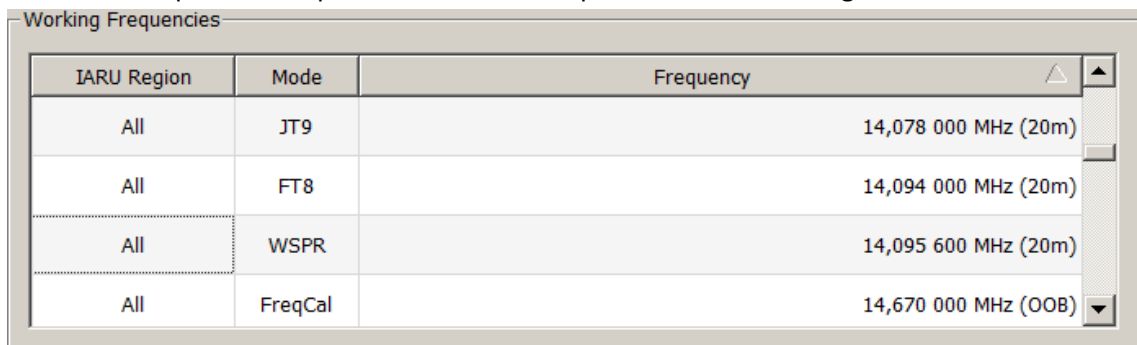 Working Frequencies
IARU Region Mode Frequency
All JT9 14,078 000 MHz (20m)
All FT8 14,094 000 MHz (20m)
All WSPR 14,095 600 MHz (20m)
All FreqCal 14,670 000 MHz (OOB)